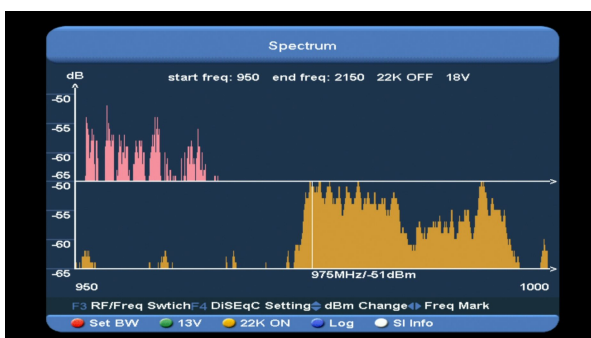 Spectrum
dB start freq: 950 end freq: 2150 22K OFF 18V
-50
-55
-60
-65
-50
-55
-60
-65
975MHz/-51dBm
950 1000
F3 RF/Freq Swtich F4 DiSEqC Setting dBm Change Freq Mark
Set BW 13V 22K ON Log SI Info